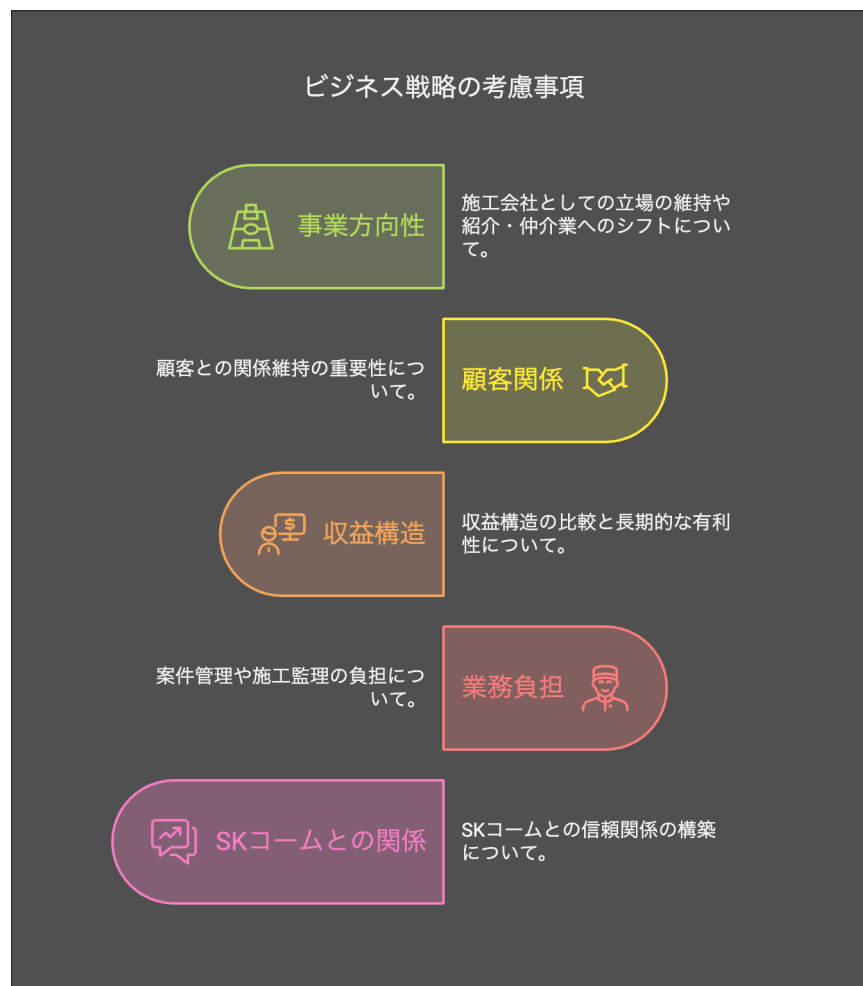 ビジネス戦略の考慮事項
事業方向性
施工会社としての立場の維持や
紹介・仲介業へのシフトについ
て。
顧客との関係維持の重要性につ
いて。
顧客関係
収益構造
収益構造の比較と長期的な有利
性について。
案件管理や施工監理の負担につ
いて。
業務負担
SKコームとの関係
SKコームとの信頼関係の構築
について。